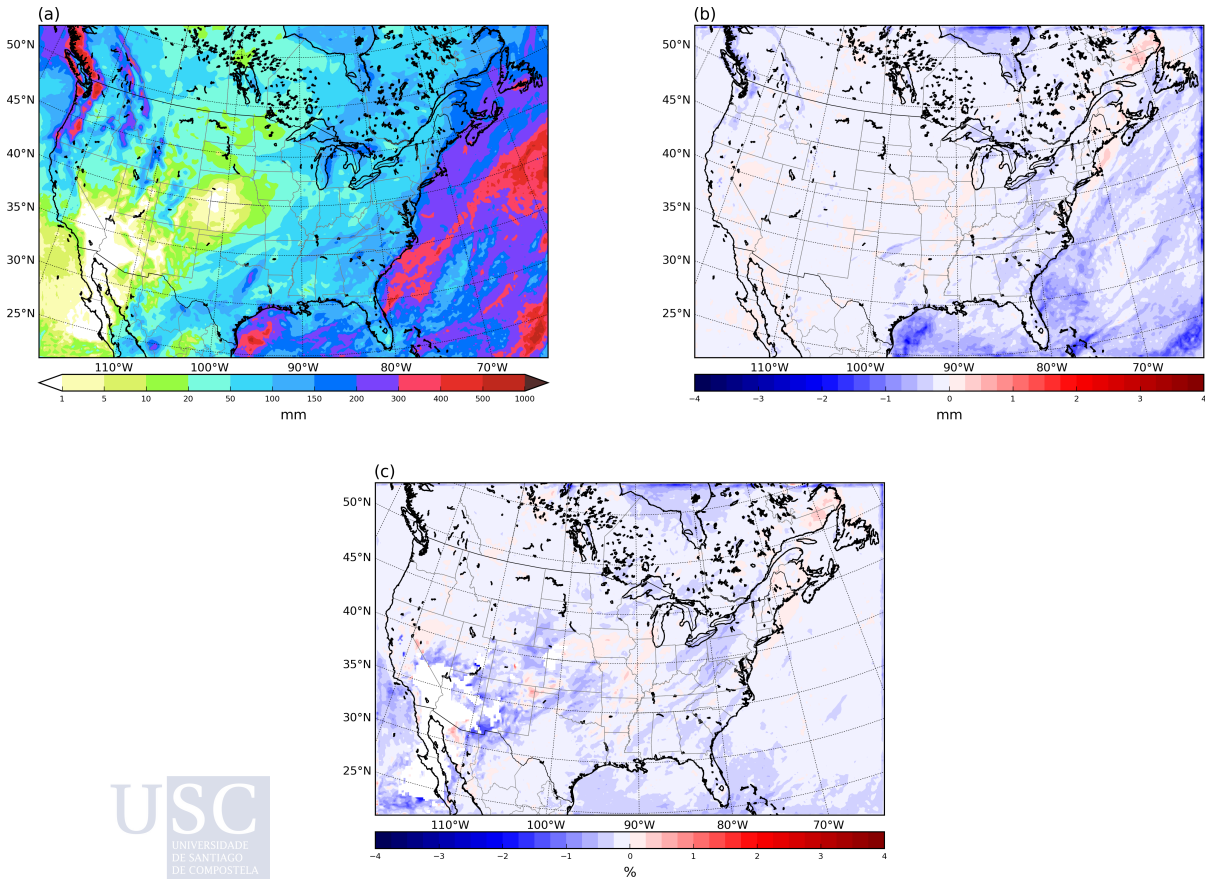 (a)
50°N
45°N
40°N
35°N
30°N
25°N
110°W 100°W 90°W 80°W 70°W
1 5 10 20 50 100 150 200 300 400 500 1000
mm
(b)
50°N
45°N
40°N
35°N
30°N
25°N
110°W 100°W 90°W 80°W 70°W
−4 −3 −2 −1 0 1 2 3 4
mm
(c)
50°N
45°N
40°N
35°N
30°N
25°N
110°W 100°W 90°W 80°W 70°W
−4 −3 −2 −1 0 1 2 3 4
%
USC
UNIVERSIDADE
DE SANTIAGO
DE COMPOSTELA